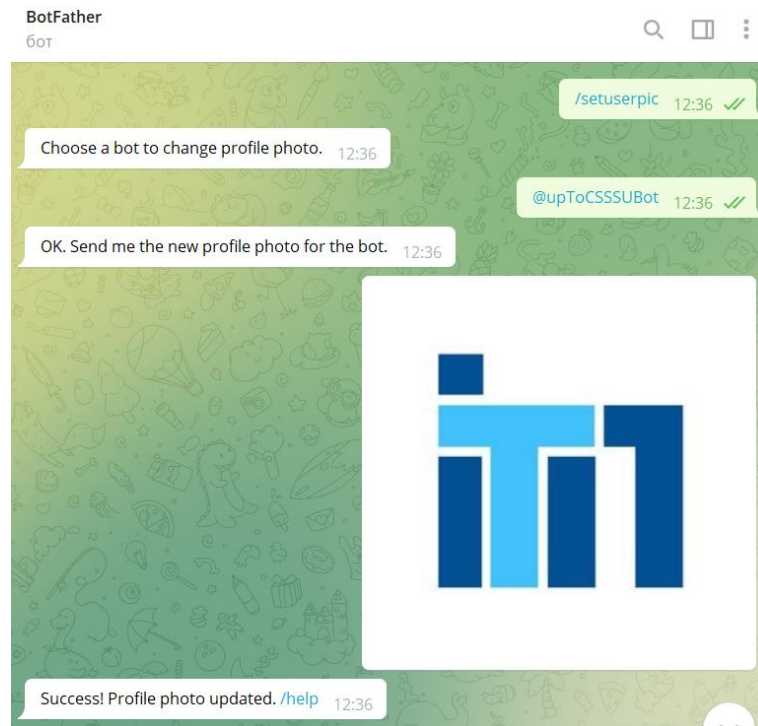 BotFather
бот
/setuserpic 12:36
Choose a bot to change profile photo. 12:36
@upToCSSSUBot 12:36
OK. Send me the new profile photo for the bot. 12:36
Success! Profile photo updated. /help 12:36